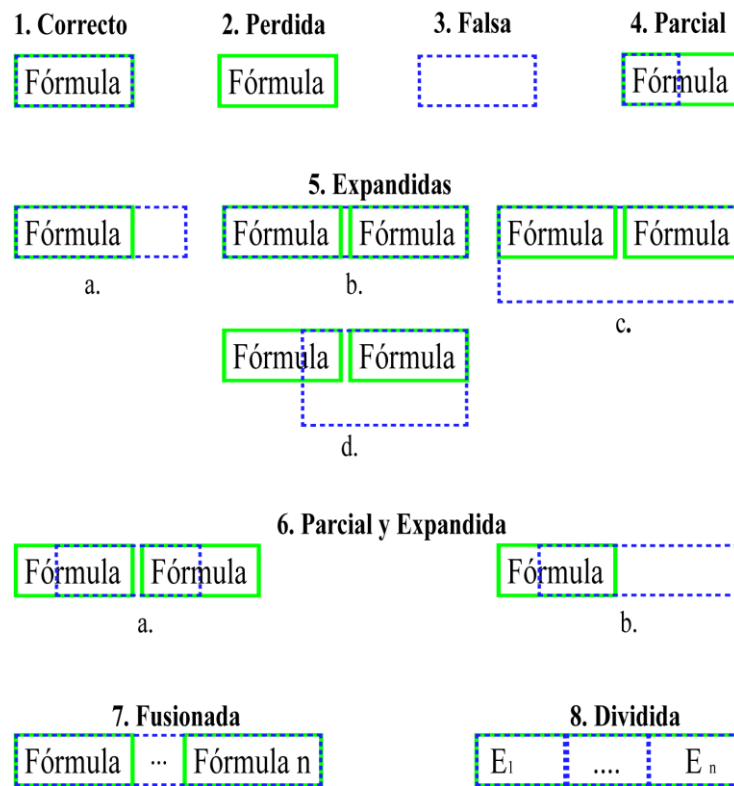 1. Correcto 2. Perdida 3. Falsa 4. Parcial
Fórmula Fórmula Fórmula
5. Expandidas
Fórmula Fórmula Fórmula Fórmula Fórmula
a. b. c.
Fórmula Fórmula
d.
6. Parcial y Expandida
Fórmula Fórmula Fórmula
a. b.
7. Fusionada 8. Dividida
Fórmula ... Fórmula n E₁ .... E ₙ